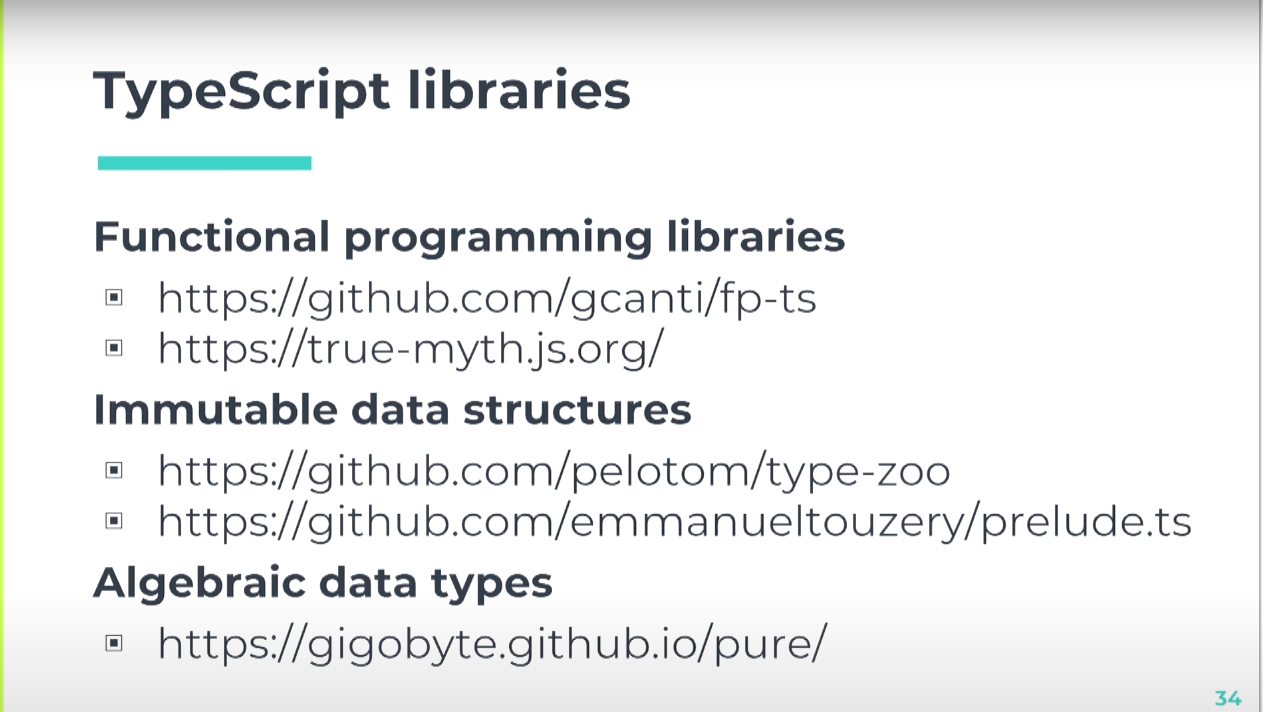 TypeScript libraries
Functional programming libraries
https://github.com/gcanti/fp-ts
https://true-myth.js.org/
Immutable data structures
https://github.com/pelotom/type-zoo
https://github.com/emmanueltouzery/prelude.ts
Algebraic data types
https://gigobyte.github.io/pure/
34